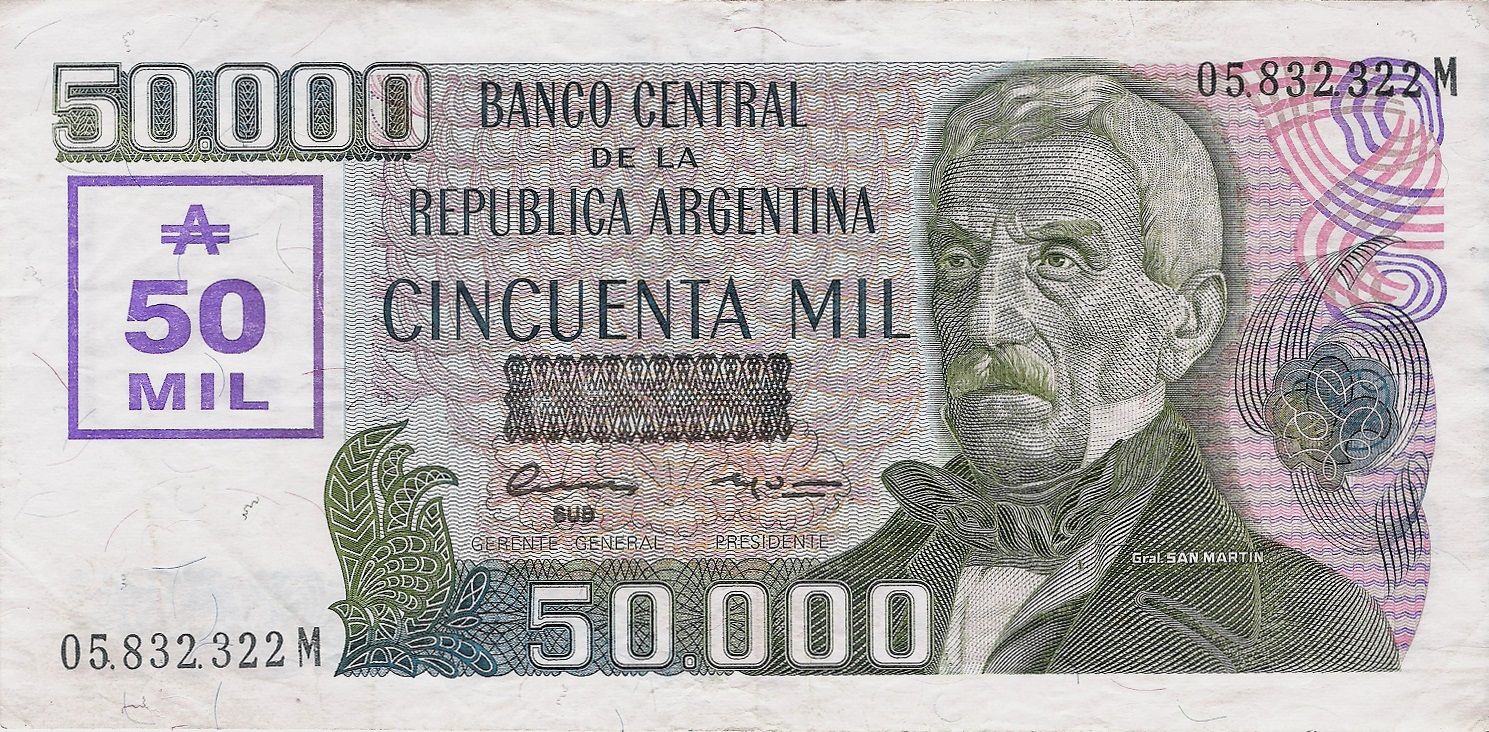 50.000
BANCO CENTRAL
DE LA
REPUBLICA ARGENTINA
CINCUENTA MIL
05.832.322 M
₳
50
MIL
SUB
GERENTE GENERAL
PRESIDENTE
Gral. SAN MARTIN
05.832.322 M
50.000